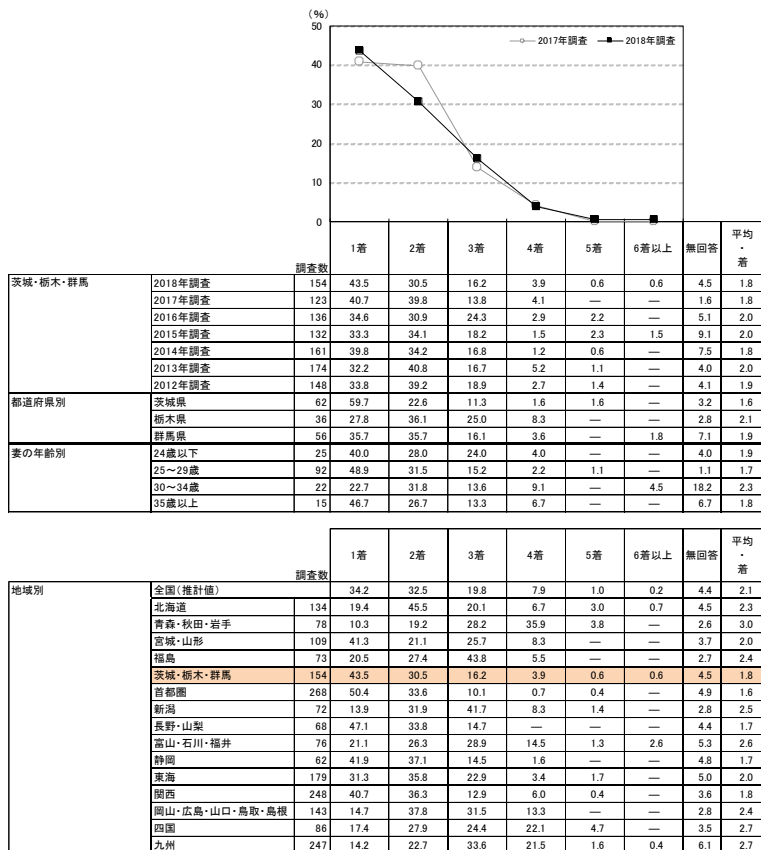 (%)
50
40
30
20
10
0
2017年調査 2018年調査
調査数 1着 2着 3着 4着 5着 6着以上 無回答 平均・着
茨城・栃木・群馬 2018年調査 154 43.5 30.5 16.2 3.9 0.6 0.6 4.5 1.8
2017年調査 123 40.7 39.8 13.8 4.1 — — 1.6 1.8
2016年調査 136 34.6 30.9 24.3 2.9 2.2 — 5.1 2.0
2015年調査 132 33.3 34.1 18.2 1.5 2.3 1.5 9.1 2.0
2014年調査 161 39.8 34.2 16.8 1.2 0.6 — 7.5 1.8
2013年調査 174 32.2 40.8 16.7 5.2 1.1 — 4.0 2.0
2012年調査 148 33.8 39.2 18.9 2.7 1.4 — 4.1 1.9
都道府県別 茨城県 62 59.7 22.6 11.3 1.6 1.6 — 3.2 1.6
栃木県 36 27.8 36.1 25.0 8.3 — — 2.8 2.1
群馬県 56 35.7 35.7 16.1 3.6 — 1.8 7.1 1.9
妻の年齢別 24歳以下 25 40.0 28.0 24.0 4.0 — — 4.0 1.9
25～29歳 92 48.9 31.5 15.2 2.2 1.1 — 1.1 1.7
30～34歳 22 22.7 31.8 13.6 9.1 — 4.5 18.2 2.3
35歳以上 15 46.7 26.7 13.3 6.7 — — 6.7 1.8
調査数 1着 2着 3着 4着 5着 6着以上 無回答 平均・着
地域別 全国(推計値) 34.2 32.5 19.8 7.9 1.0 0.2 4.4 2.1
北海道 134 19.4 45.5 20.1 6.7 3.0 0.7 4.5 2.3
青森・秋田・岩手 78 10.3 19.2 28.2 35.9 3.8 — 2.6 3.0
宮城・山形 109 41.3 21.1 25.7 8.3 — — 3.7 2.0
福島 73 20.5 27.4 43.8 5.5 — — 2.7 2.4
茨城・栃木・群馬 154 43.5 30.5 16.2 3.9 0.6 0.6 4.5 1.8
首都圏 268 50.4 33.6 10.1 0.7 0.4 — 4.9 1.6
新潟 72 13.9 31.9 41.7 8.3 1.4 — 2.8 2.5
長野・山梨 68 47.1 33.8 14.7 — — — 4.4 1.7
富山・石川・福井 76 21.1 26.3 28.9 14.5 1.3 2.6 5.3 2.6
静岡 62 41.9 37.1 14.5 1.6 — — 4.8 1.7
東海 179 31.3 35.8 22.9 3.4 1.7 — 5.0 2.0
関西 248 40.7 36.3 12.9 6.0 0.4 — 3.6 1.8
岡山・広島・山口・鳥取・島根 143 14.7 37.8 31.5 13.3 — — 2.8 2.4
四国 86 17.4 27.9 24.4 22.1 4.7 — 3.5 2.7
九州 247 14.2 22.7 33.6 21.5 1.6 0.4 6.1 2.7